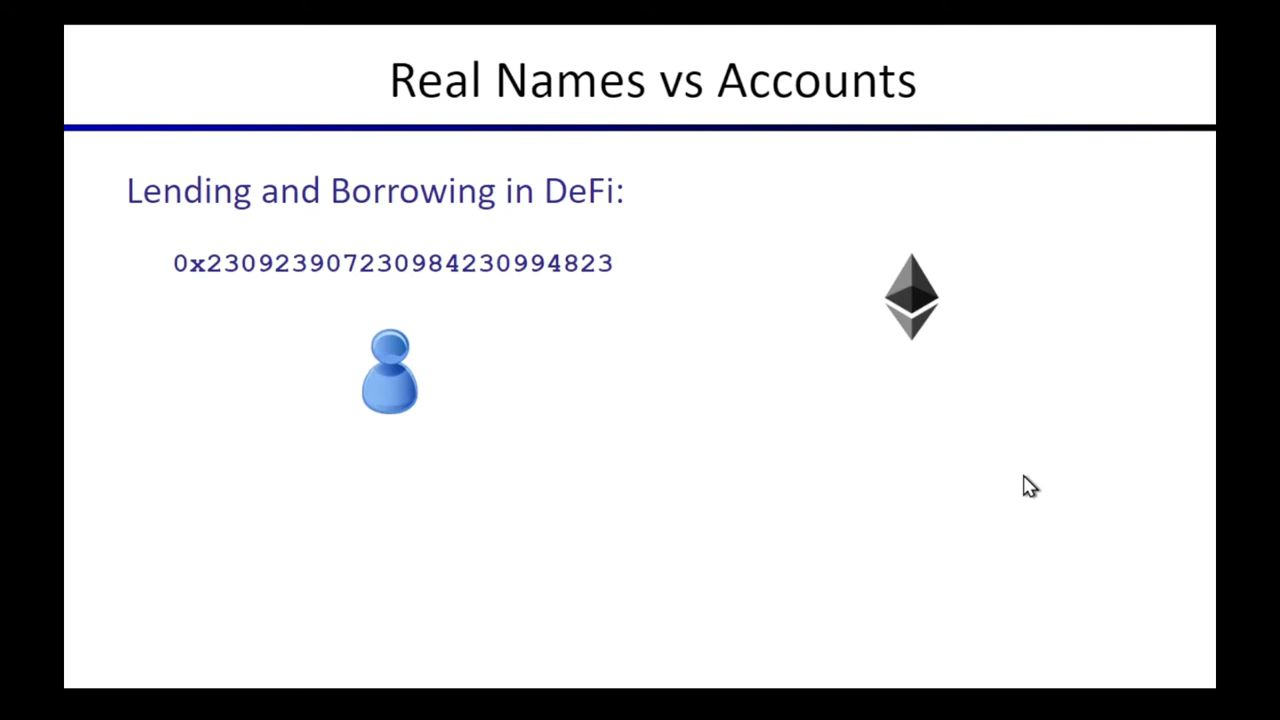 Real Names vs Accounts
Lending and Borrowing in DeFi:
0x230923907230984230994823